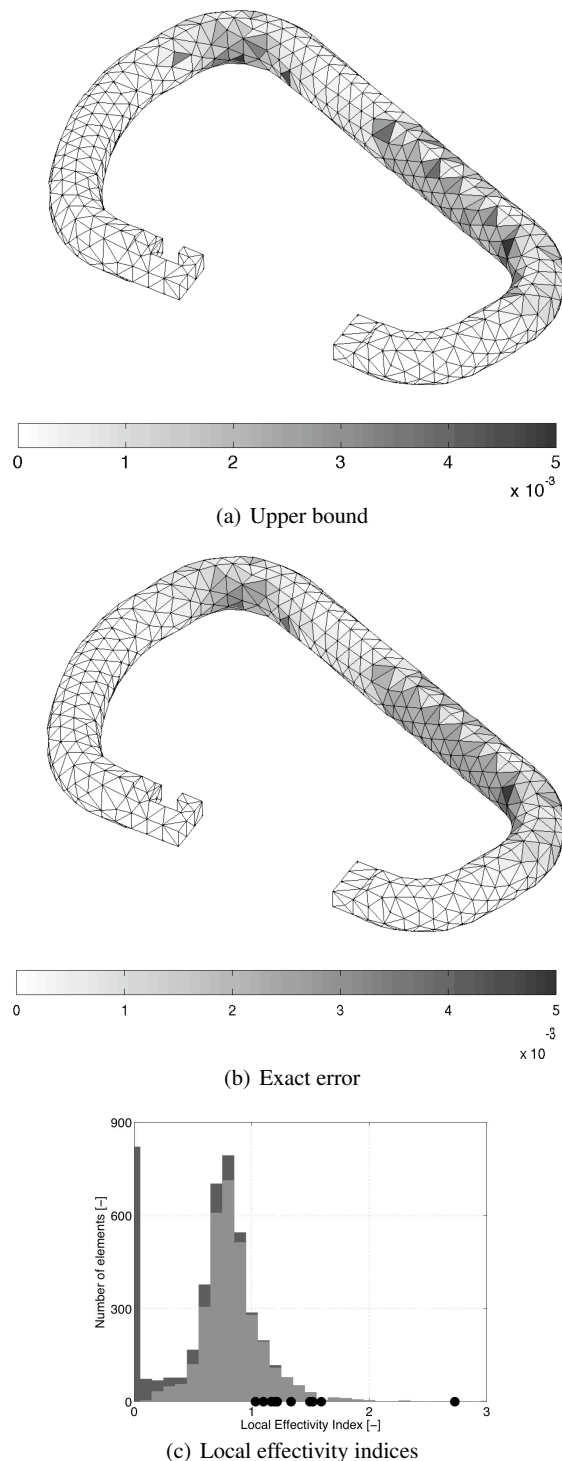 0 1 2 3 4 5
x 10-3
(a) Upper bound
0 1 2 3 4 5
-3
x 10
(b) Exact error
900
600
300
0
Number of elements [–]
0 1 2 3
Local Effectivity Index [–]
(c) Local effectivity indices